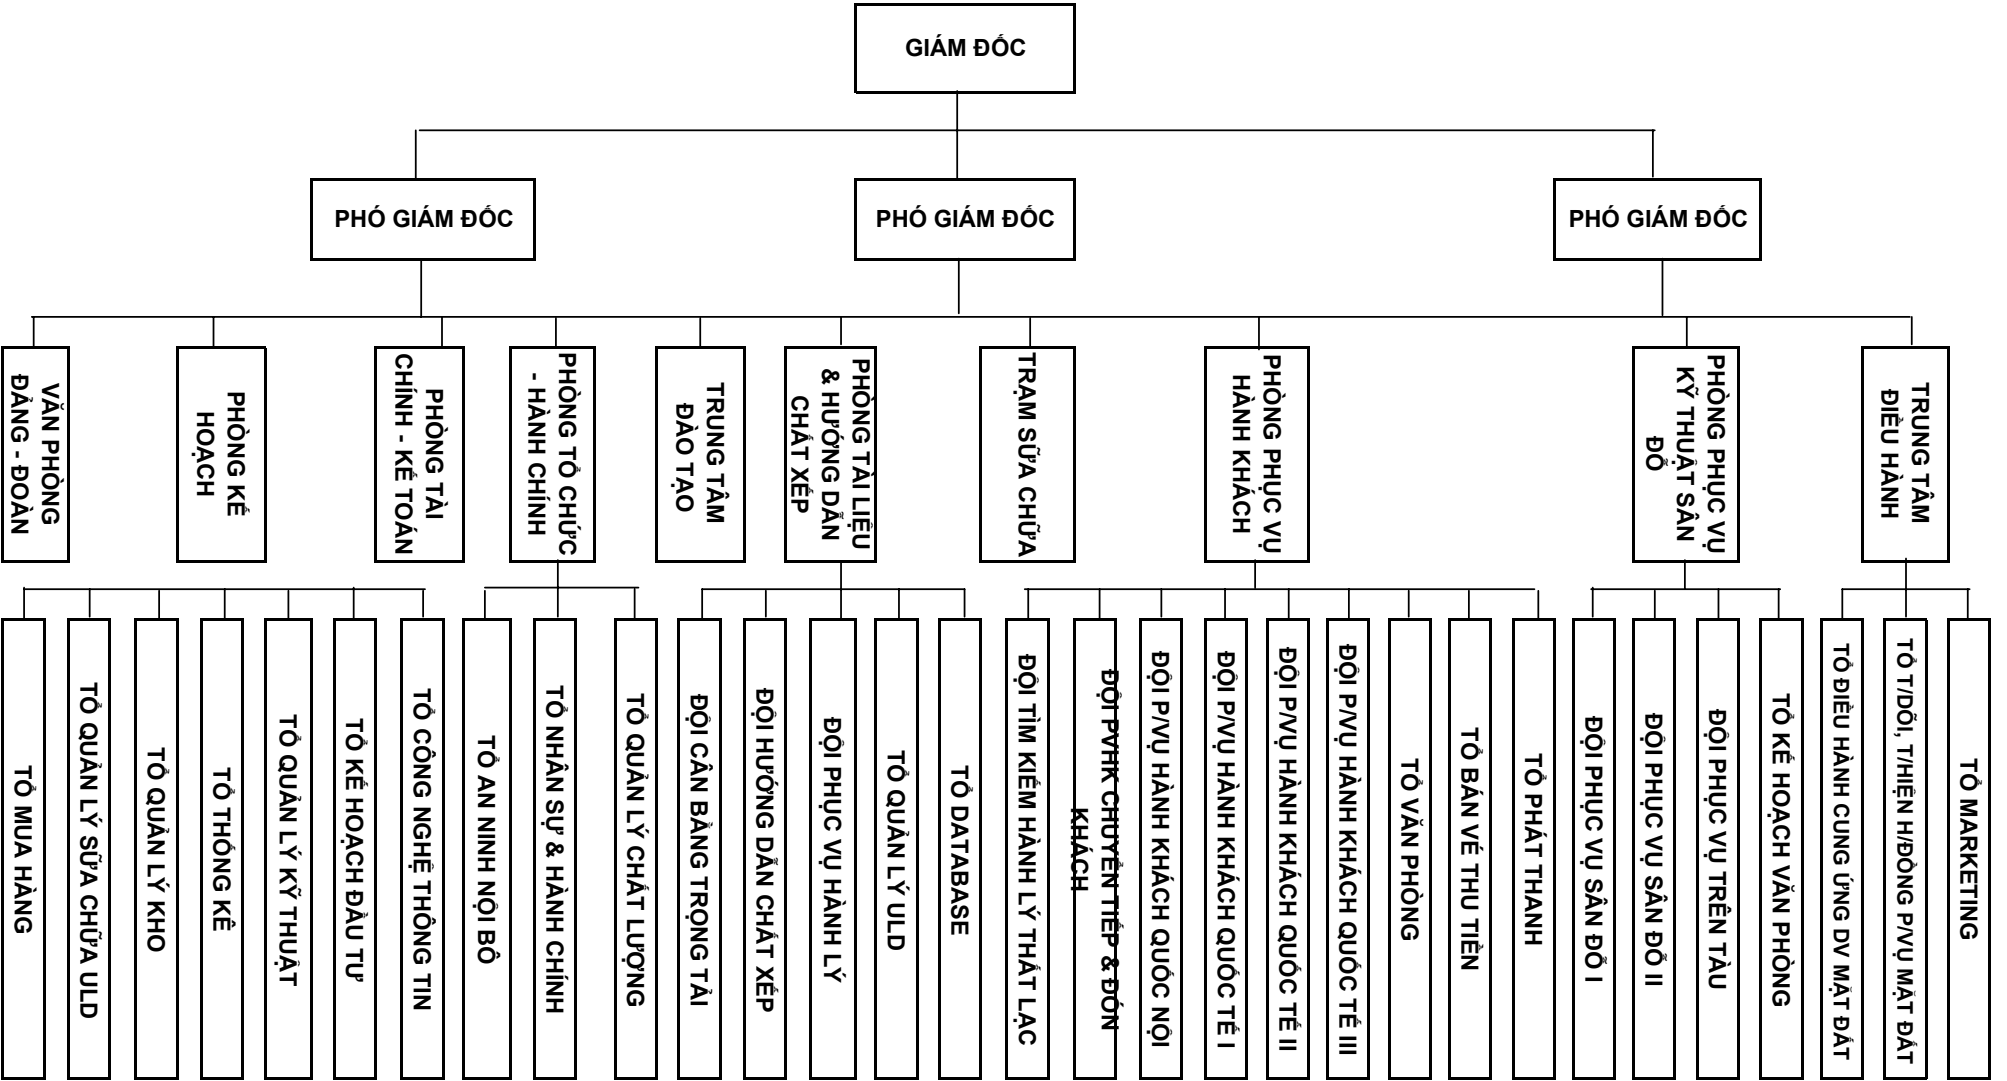 GIÁM ĐỐC
PHÓ GIÁM ĐỐC
PHÓ GIÁM ĐỐC
PHÓ GIÁM ĐỐC
VĂN PHÒNG
ĐẢNG - ĐOÀN
PHÒNG KẾ
HOẠCH
PHÒNG TÀI
CHÍNH - KẾ TOÁN
PHÒNG TỔ CHỨC
- HÀNH CHÍNH
TRUNG TÂM
ĐÀO TẠO
PHÒNG TÀI LIỆU
& HƯỚNG DẪN
CHẤT XẾP
TRẠM SỮA CHỮA
PHÒNG PHỤC VỤ
HÀNH KHÁCH
PHÒNG PHỤC VỤ
KỸ THUẬT SÂN
ĐỖ
TRUNG TÂM
ĐIỀU HÀNH
TỔ MUA HÀNG
TỔ QUẢN LÝ SỮA CHỮA ULD
TỔ QUẢN LÝ KHO
TỔ THỐNG KÊ
TỔ QUẢN LÝ KỸ THUẬT
TỔ KẾ HOẠCH ĐẦU TƯ
TỔ CÔNG NGHỆ THÔNG TIN
TỔ AN NINH NỘI BÔ
TỔ NHÂN SỰ & HÀNH CHÍNH
TỔ QUẢN LÝ CHẤT LƯỢNG
ĐỘI CÂN BẰNG TRỌNG TẢI
ĐỘI HƯỚNG DẪN CHẤT XẾP
ĐỘI PHỤC VỤ HÀNH LÝ
TỔ QUẢN LÝ ULD
TỔ DATABASE
ĐỘI TÌM KIẾM HÀNH LÝ THẤT LẠC
ĐỘI PVHK CHUYỂN TIẾP & ĐÓN
KHÁCH
ĐỘI P/VỤ HÀNH KHÁCH QUỐC NỘI
ĐỘI P/VỤ HÀNH KHÁCH QUỐC TẾ I
ĐỘI P/VỤ HÀNH KHÁCH QUỐC TẾ II
ĐỘI P/VỤ HÀNH KHÁCH QUỐC TẾ III
TỔ VĂN PHÒNG
TỔ BÁN VÉ THU TIỀN
TỔ PHÁT THANH
ĐỘI PHỤC VỤ SÂN ĐỖ I
ĐỘI PHỤC VỤ SÂN ĐỖ II
ĐỘI PHỤC VỤ TRÊN TÀU
TỔ KẾ HOẠCH VĂN PHÒNG
TỔ ĐIỀU HÀNH CUNG ỨNG DV MẶT ĐẤT
TỔ T/DÕI, T/HIỆN H/ĐỒNG P/VỤ MẶT ĐẤT
TỔ MARKETING